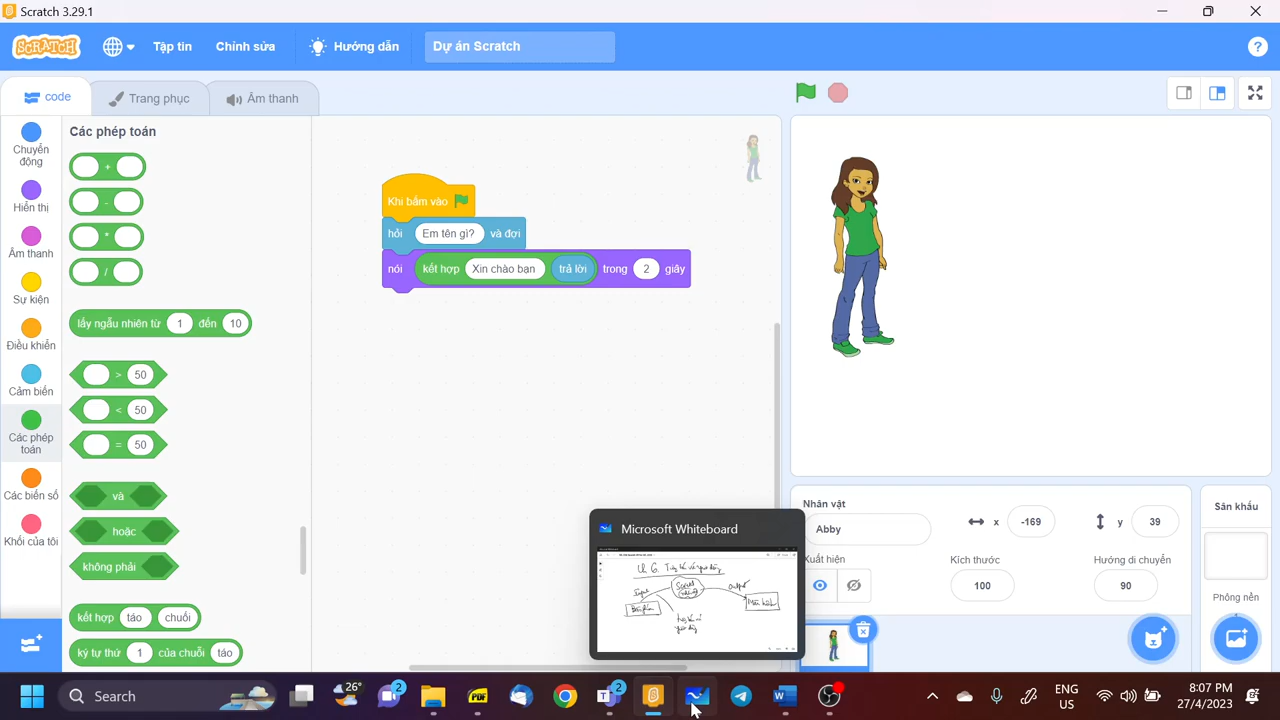 Scratch 3.29.1
SCRATCH
Tập tin
Chỉnh sửa
Hướng dẫn
Dự án Scratch
?
code
Trang phục
Âm thanh
Chuyển động
Hiển thị
Âm thanh
Sự kiện
Điều khiển
Cảm biến
Các phép toán
Các biến số
Khối của tôi
Các phép toán
+
-
*
/
lấy ngẫu nhiên từ 1 đến 10
> 50
< 50
= 50
và
hoặc
không phải
kết hợp táo chuối
ký tự thứ 1 của chuỗi táo
Khi bấm vào
hỏi Em tên gì? và đợi
nói kết hợp Xin chào bạn trả lời trong 2 giây
Nhân vật
Abby
x -169
y 39
Xuất hiện
Kích thước
100
Hướng di chuyển
90
Sân khấu
Phông nền
Microsoft Whiteboard
output
Search
26°
2
PDF
2
ENG
US
8:07 PM
27/4/2023